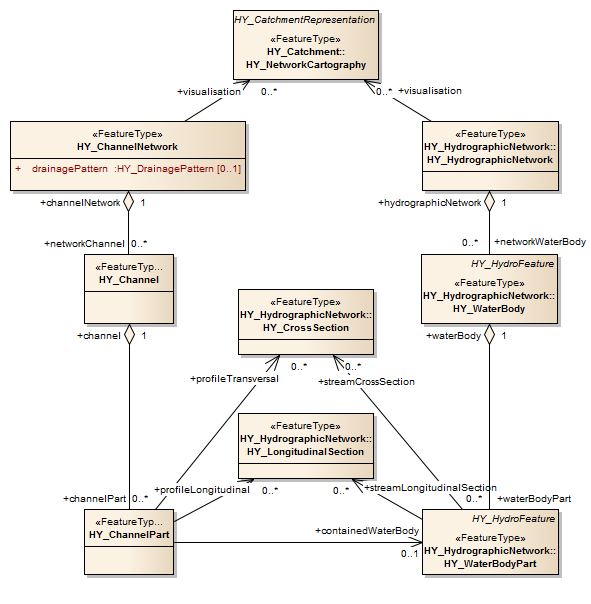 HY_CatchmentRepresentation
«FeatureType»
HY_Catchment::
HY_NetworkCartography
+visualisation
0..*
0..*
+visualisation
«FeatureType»
HY_ChannelNetwork
+ drainagePattern :HY_DrainagePattern [0..1]
«FeatureType»
HY_HydrographicNetwork::
HY_HydrographicNetwork
+channelNetwork
1
+hydrographicNetwork
1
+networkChannel
0..*
0..*
+networkWaterBody
«FeatureTyp...
HY_Channel
HY_HydroFeature
«FeatureType»
HY_HydrographicNetwork::
HY_WaterBody
«FeatureType»
HY_HydrographicNetwork::
HY_CrossSection
+channel
1
+waterBody
1
0..*
0..*
+profileTransversal
+streamCrossSection
«FeatureType»
HY_HydrographicNetwork::
HY_LongitudinalSection
+profileLongitudinal
0..*
0..*
+streamLongitudinalSection
+channelPart
0..*
0..*
+waterBodyPart
«FeatureTyp...
HY_ChannelPart
+containedWaterBody
0..1
HY_HydroFeature
«FeatureType»
HY_HydrographicNetwork::
HY_WaterBodyPart